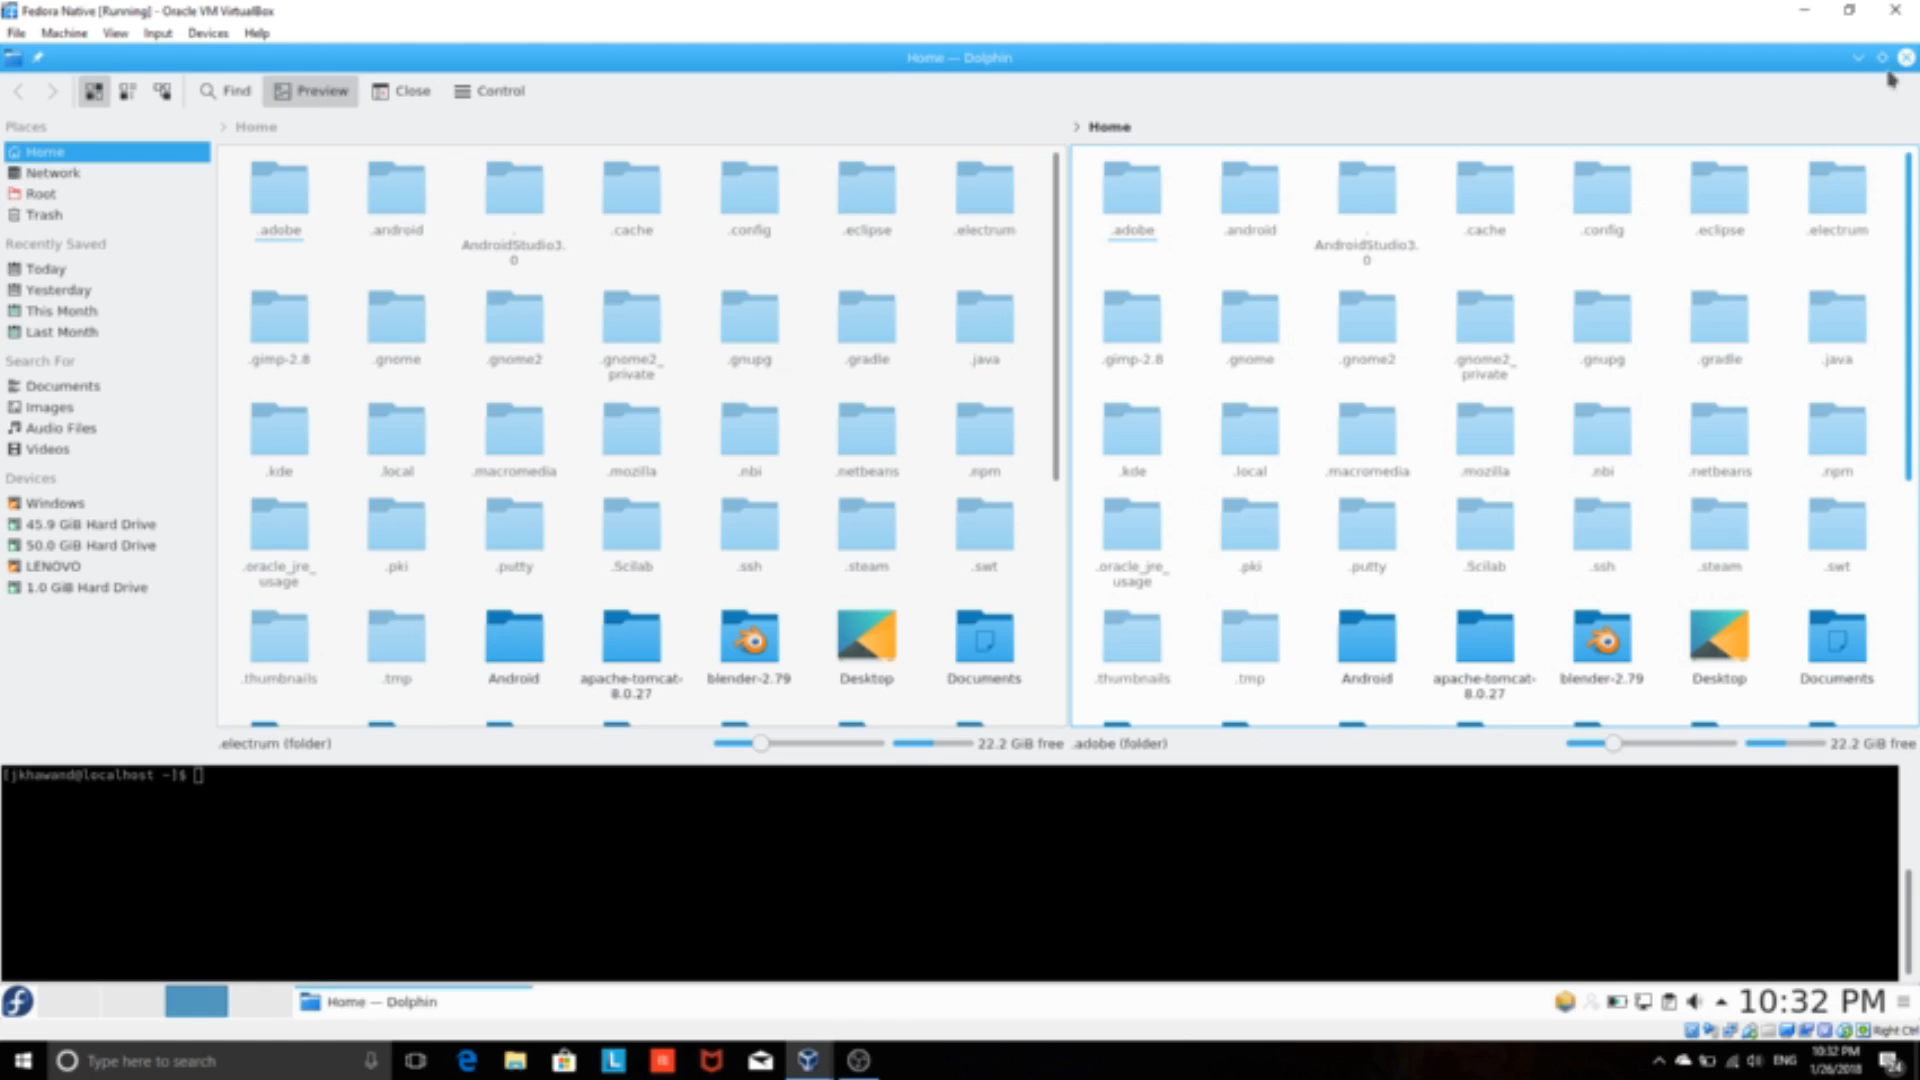 Fedora Native [Running] - Oracle VM VirtualBox
File Machine View Input Devices Help
Home — Dolphin
Find Preview Close Control
Places
Home
Network
Root
Trash
Recently Saved
Today
Yesterday
This Month
Last Month
Search For
Documents
Images
Audio Files
Videos
Devices
Windows
45.9 GiB Hard Drive
50.0 GiB Hard Drive
LENOVO
1.0 GiB Hard Drive
> Home
.adobe .android .AndroidStudio3.0 .cache .config .eclipse .electrum
.gimp-2.8 .gnome .gnome2 .gnome2_private .gnupg .gradle .java
.kde .local .macromedia .mozilla .nbi .netbeans .npm
.oracle_jre_usage .pki .putty .Scilab .ssh .steam .swt
.thumbnails .tmp Android apache-tomcat-8.0.27 blender-2.79 Desktop Documents
.electrum (folder) 22.2 GiB free
> Home
.adobe .android .AndroidStudio3.0 .cache .config .eclipse .electrum
.gimp-2.8 .gnome .gnome2 .gnome2_private .gnupg .gradle .java
.kde .local .macromedia .mozilla .nbi .netbeans .npm
.oracle_jre_usage .pki .putty .Scilab .ssh .steam .swt
.thumbnails .tmp Android apache-tomcat-8.0.27 blender-2.79 Desktop Documents
.adobe (folder) 22.2 GiB free
[jkhawand@localhost ~]$
Home — Dolphin
10:32 PM
Right Ctrl
Type here to search
L
ENG
10:32 PM
1/26/2018
24